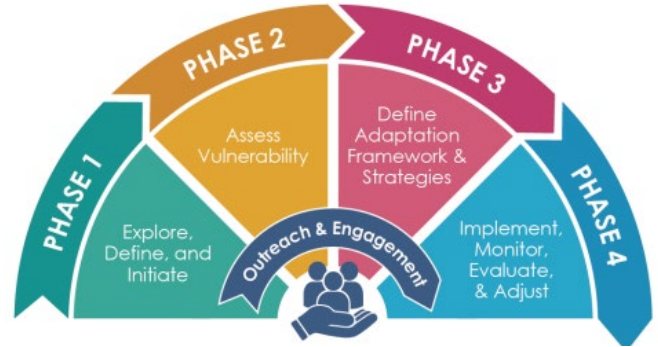 PHASE 1
Explore,
Define, and
Initiate
PHASE 2
Assess
Vulnerability
PHASE 3
Define
Adaptation
Framework &
Strategies
PHASE 4
Implement,
Monitor,
Evaluate,
& Adjust
Outreach & Engagement